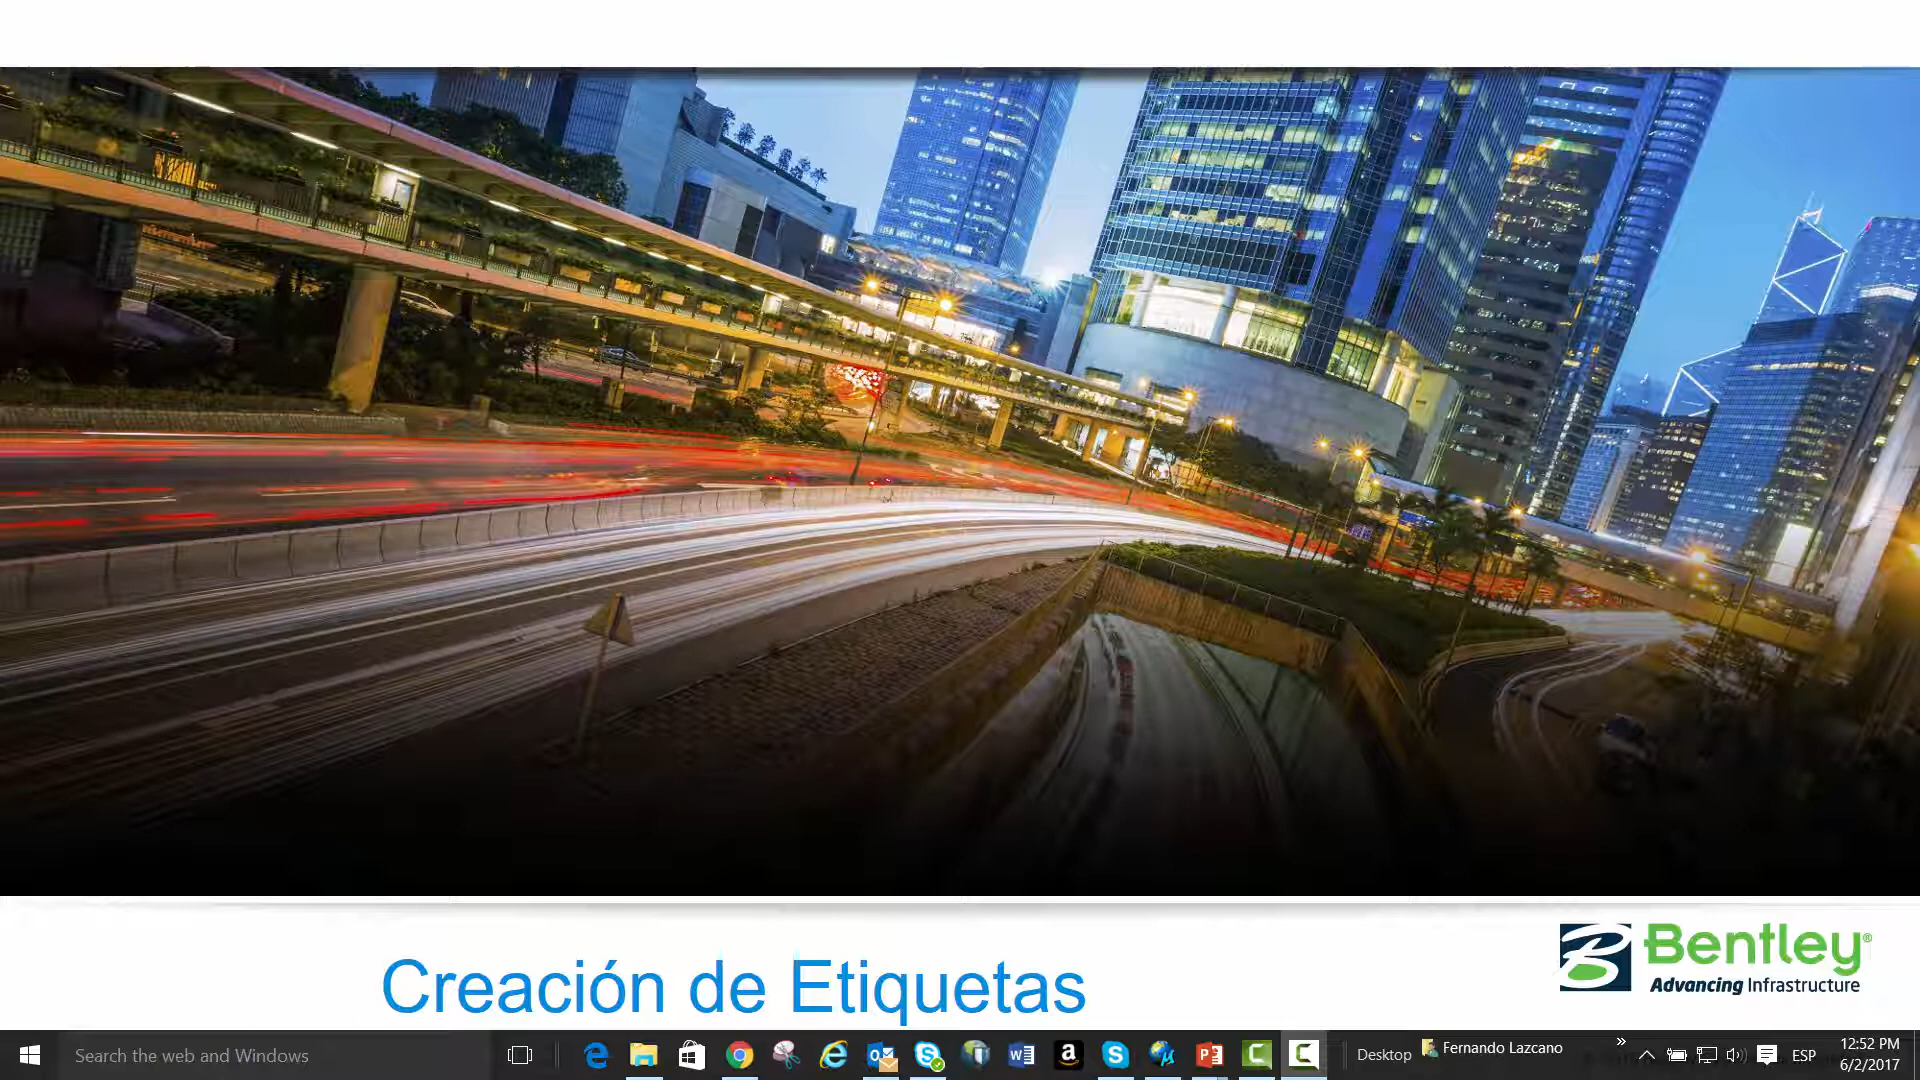 Creación de Etiquetas
Bentley®
Advancing Infrastructure
Search the web and Windows
Desktop
Fernando Lazcano
»
ESP
12:52 PM
6/2/2017